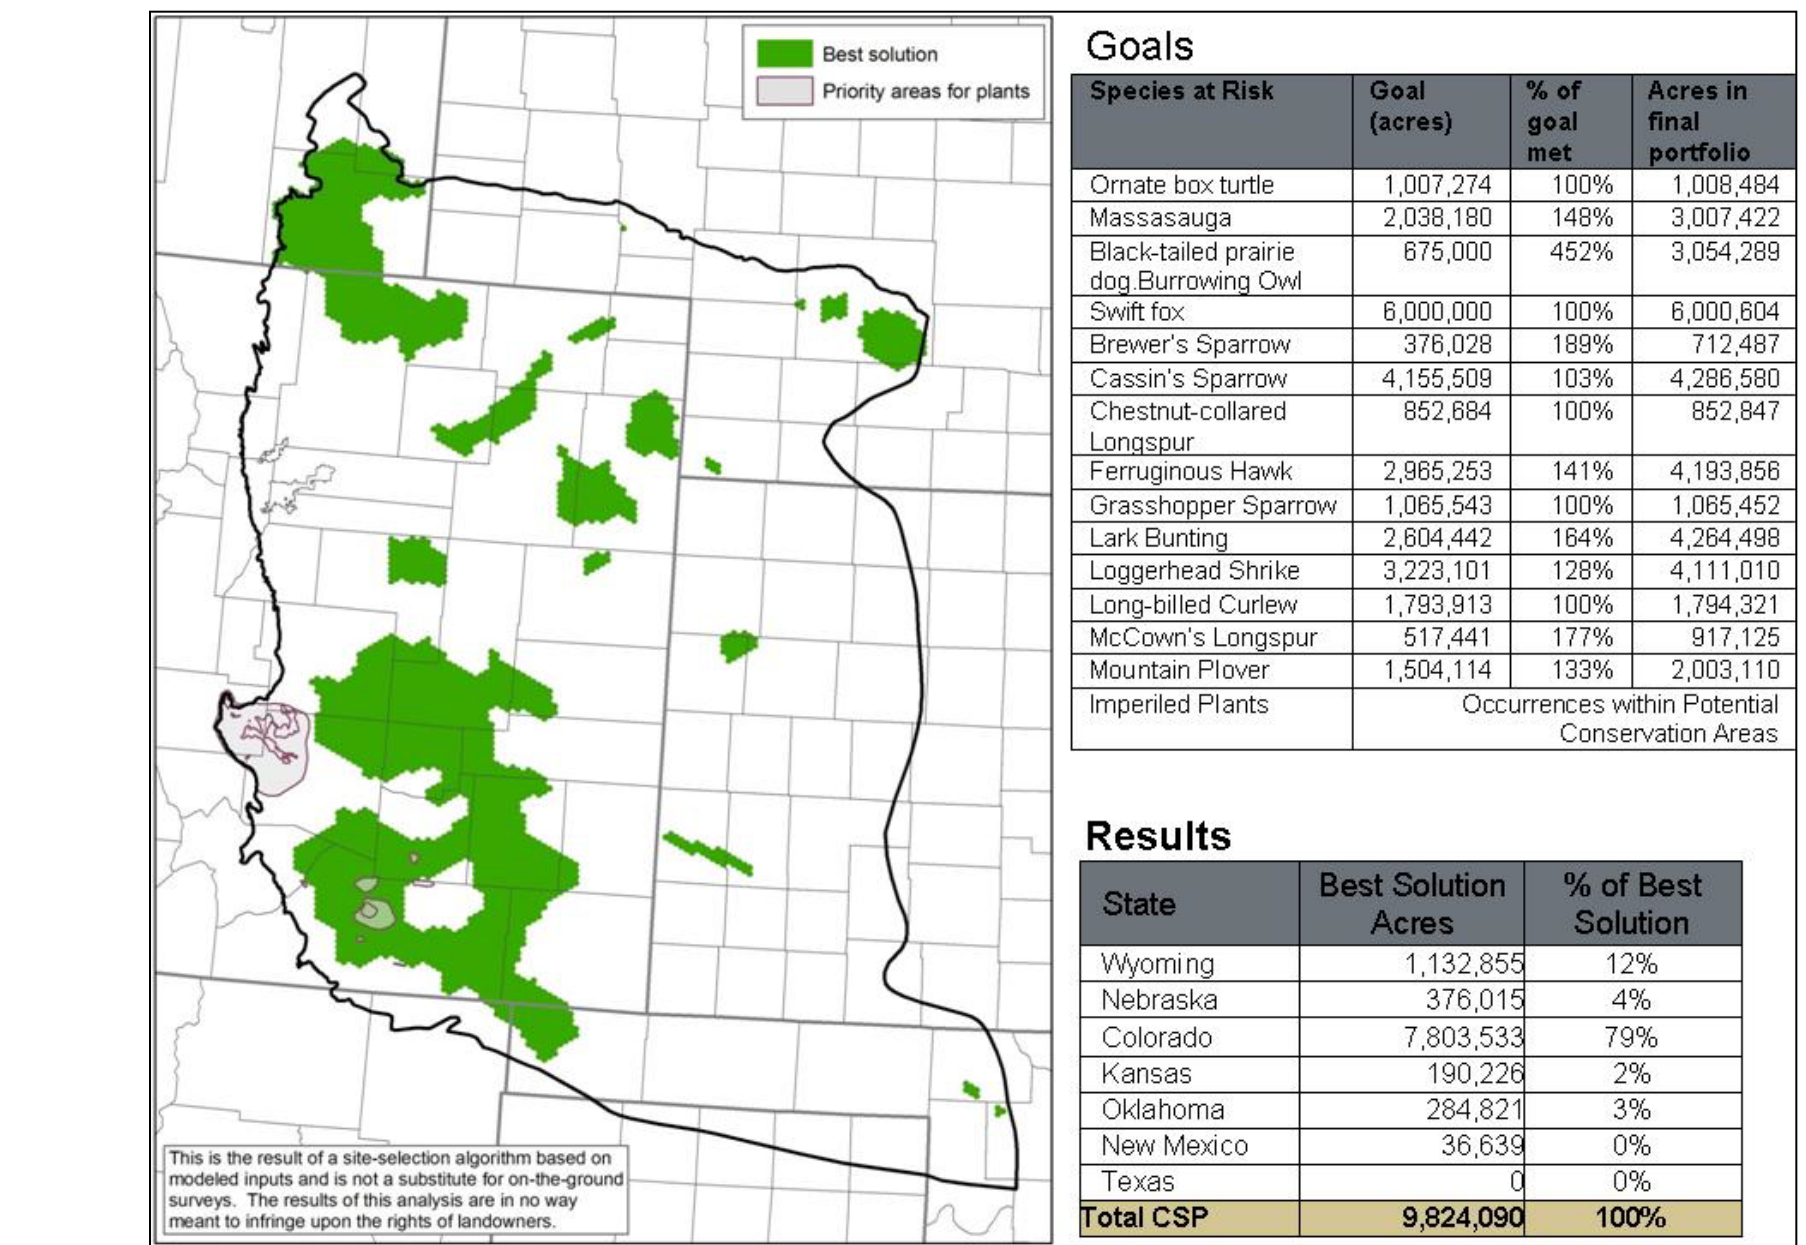 Best solution
Priority areas for plants
This is the result of a site-selection algorithm based on
modeled inputs and is not a substitute for on-the-ground
surveys. The results of this analysis are in no way
meant to infringe upon the rights of landowners.
Goals
Species at Risk Goal (acres) % of goal met Acres in final portfolio
Ornate box turtle 1,007,274 100% 1,008,484
Massasauga 2,038,180 148% 3,007,422
Black-tailed prairie dog.Burrowing Owl 675,000 452% 3,054,289
Swift fox 6,000,000 100% 6,000,604
Brewer's Sparrow 376,028 189% 712,487
Cassin's Sparrow 4,155,509 103% 4,286,580
Chestnut-collared Longspur 852,684 100% 852,847
Ferruginous Hawk 2,965,253 141% 4,193,856
Grasshopper Sparrow 1,065,543 100% 1,065,452
Lark Bunting 2,604,442 164% 4,264,498
Loggerhead Shrike 3,223,101 128% 4,111,010
Long-billed Curlew 1,793,913 100% 1,794,321
McCown's Longspur 517,441 177% 917,125
Mountain Plover 1,504,114 133% 2,003,110
Imperiled Plants Occurrences within Potential Conservation Areas
Results
State Best Solution Acres % of Best Solution
Wyoming 1,132,855 12%
Nebraska 376,015 4%
Colorado 7,803,533 79%
Kansas 190,226 2%
Oklahoma 284,821 3%
New Mexico 36,639 0%
Texas 0 0%
Total CSP 9,824,090 100%